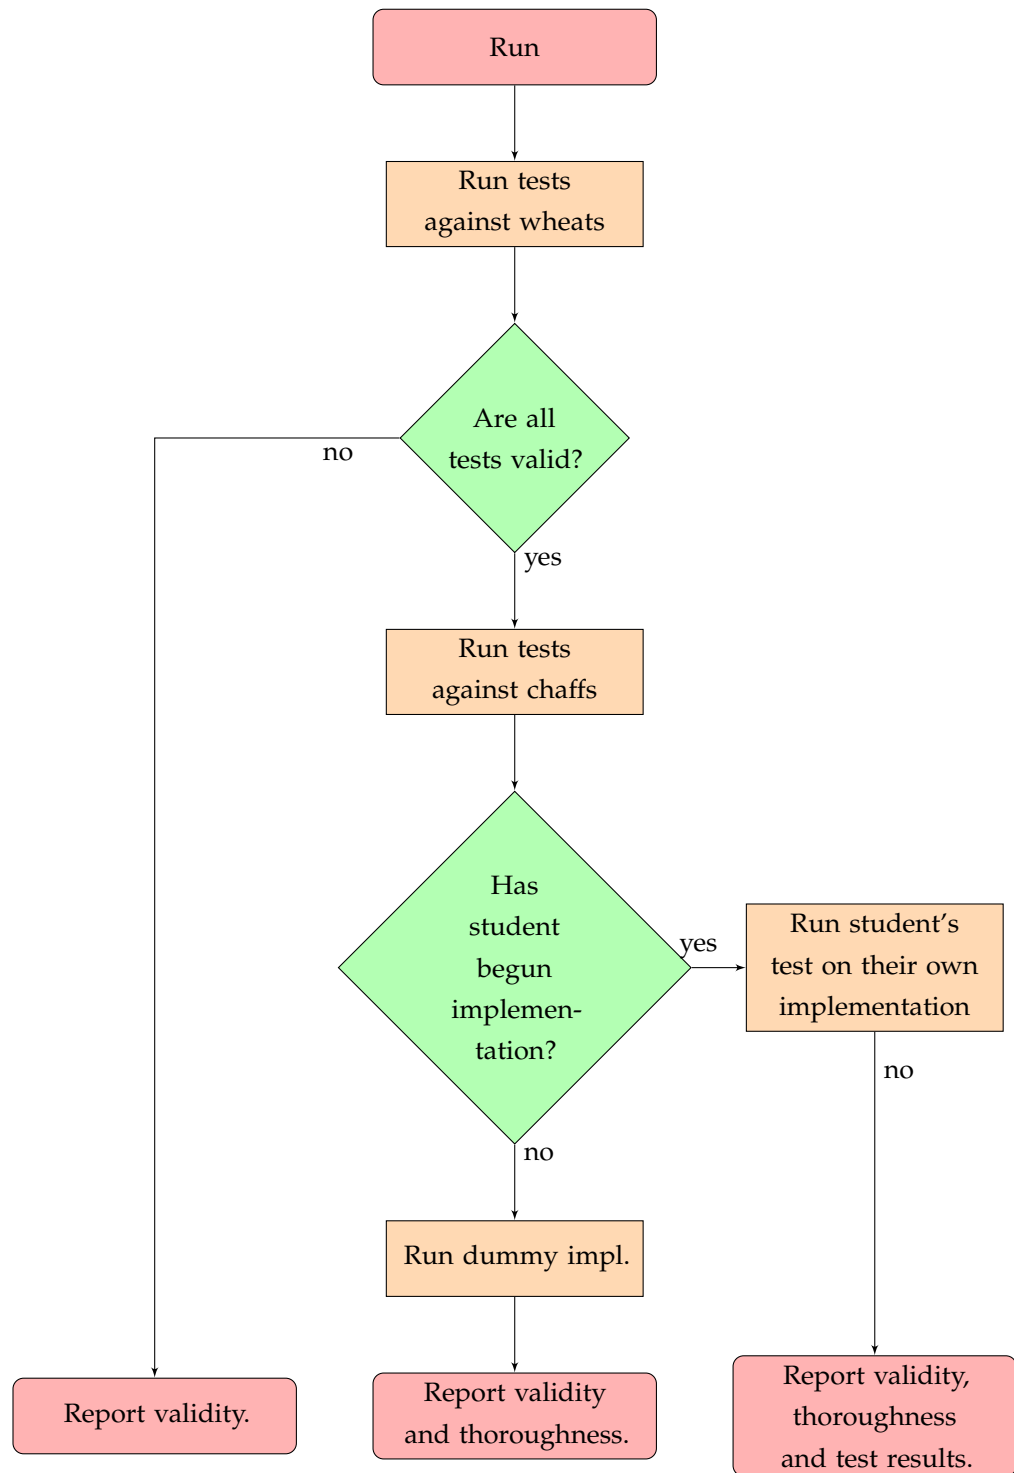 Run
Run tests
against wheats
Are all
tests valid?
no
yes
Run tests
against chaffs
Has
student
begun
implemen-
tation?
yes
Run student’s
test on their own
implementation
no
no
Run dummy impl.
Report validity.
Report validity
and thoroughness.
Report validity,
thoroughness
and test results.